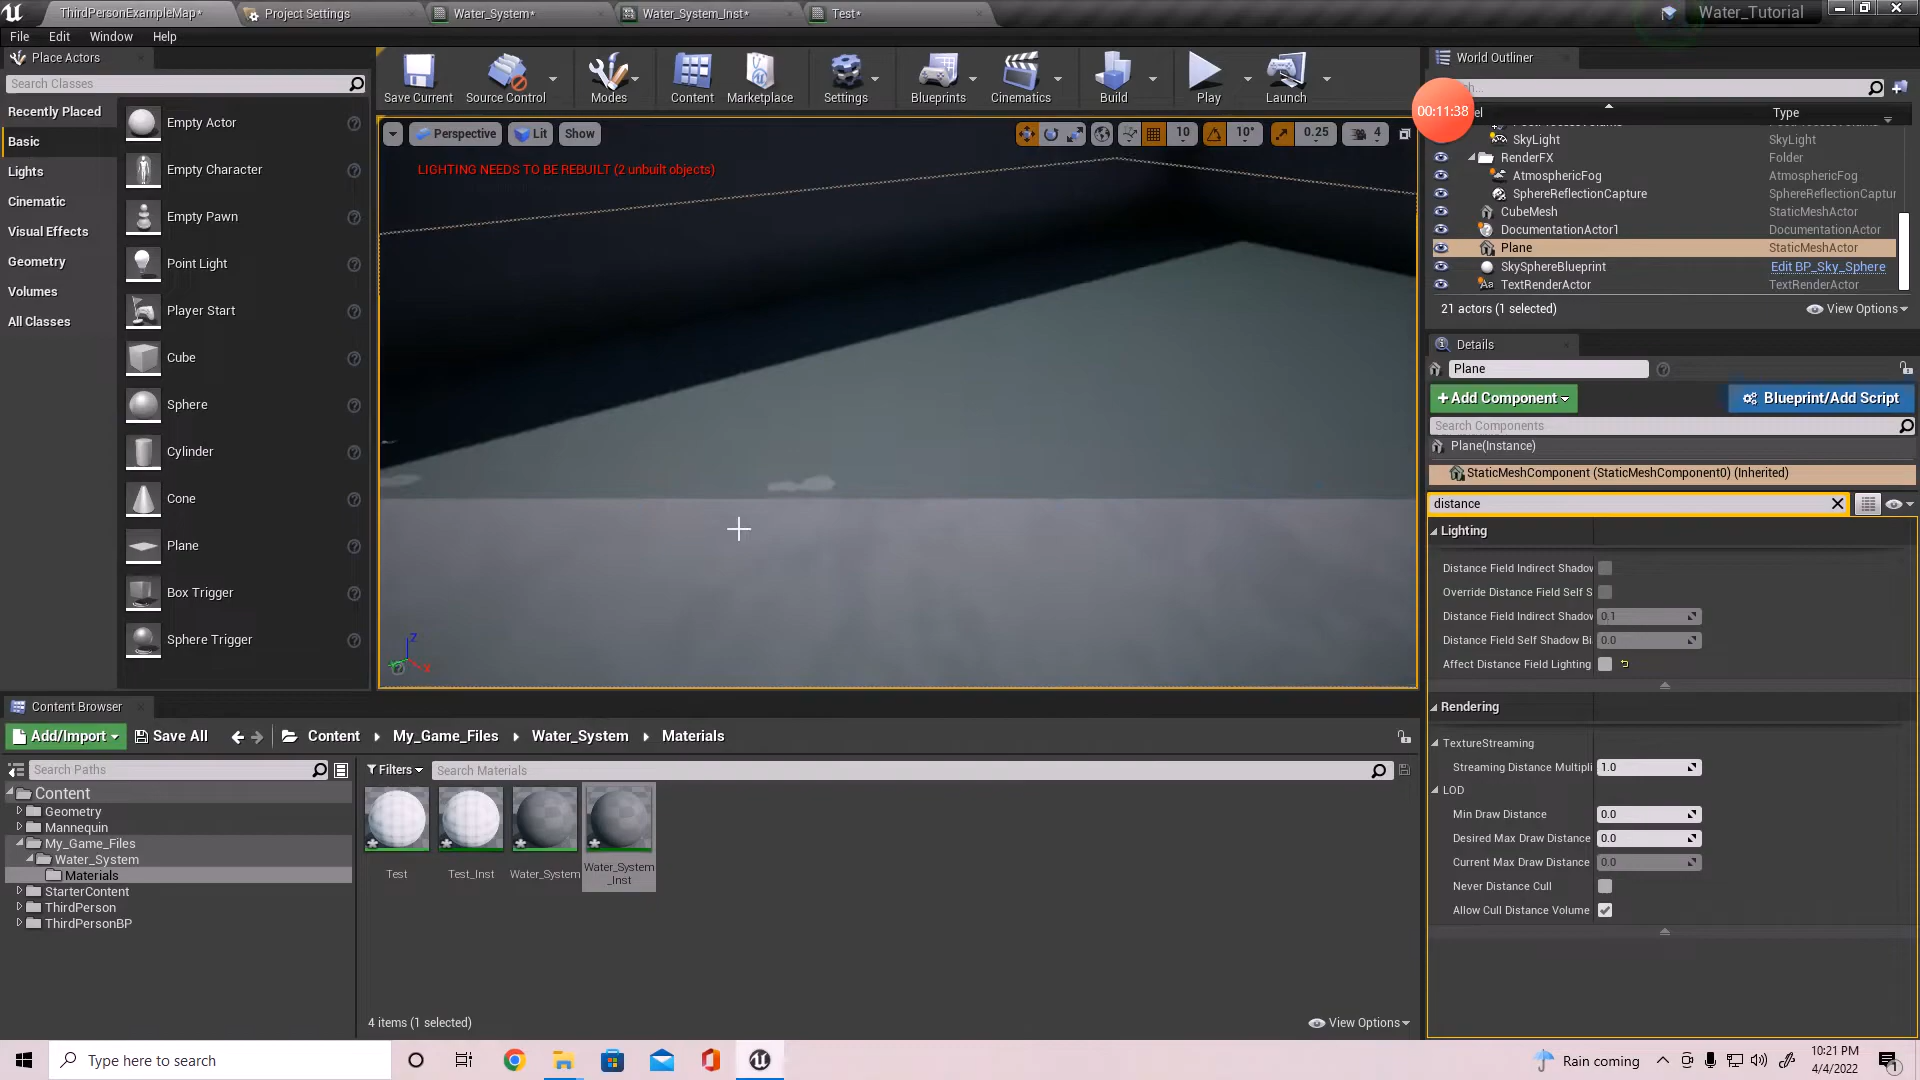 ThirdPersonExampleMap*
Project Settings
Water_System*
Water_System_Inst*
Test*
Water_Tutorial
File Edit Window Help
Place Actors
Search Classes
Recently Placed
Basic
Lights
Cinematic
Visual Effects
Geometry
Volumes
All Classes
Empty Actor
Empty Character
Empty Pawn
Point Light
Player Start
Cube
Sphere
Cylinder
Cone
Plane
Box Trigger
Sphere Trigger
Save Current
Source Control
Modes
Content
Marketplace
Settings
Blueprints
Cinematics
Build
Play
Launch
Perspective Lit Show
10 10° 0.25 4
LIGHTING NEEDS TO BE REBUILT (2 unbuilt objects)
Z
X
World Outliner
00:11:38
Type
SkyLight SkyLight
RenderFX Folder
AtmosphericFog AtmosphericFog
SphereReflectionCapture SphereReflectionCaptur
CubeMesh StaticMeshActor
DocumentationActor1 DocumentationActor
Plane StaticMeshActor
SkySphereBlueprint Edit BP_Sky_Sphere
TextRenderActor TextRenderActor
21 actors (1 selected) View Options
Details
Plane
+Add Component Blueprint/Add Script
Search Components
Plane(Instance)
StaticMeshComponent (StaticMeshComponent0) (Inherited)
distance
Lighting
Distance Field Indirect Shadov
Override Distance Field Self S
Distance Field Indirect Shadov 0.1
Distance Field Self Shadow Bi 0.0
Affect Distance Field Lighting
Rendering
TextureStreaming
Streaming Distance Multipli 1.0
LOD
Min Draw Distance 0.0
Desired Max Draw Distance 0.0
Current Max Draw Distance 0.0
Never Distance Cull
Allow Cull Distance Volume
Content Browser
Add/Import Save All Content My_Game_Files Water_System Materials
Search Paths
Filters Search Materials
Content
Geometry
Mannequin
My_Game_Files
Water_System
Materials
StarterContent
ThirdPerson
ThirdPersonBP
Test
Test_Inst
Water_System
Water_System
_Inst
4 items (1 selected) View Options
Type here to search
Rain coming
10:21 PM
4/4/2022
1